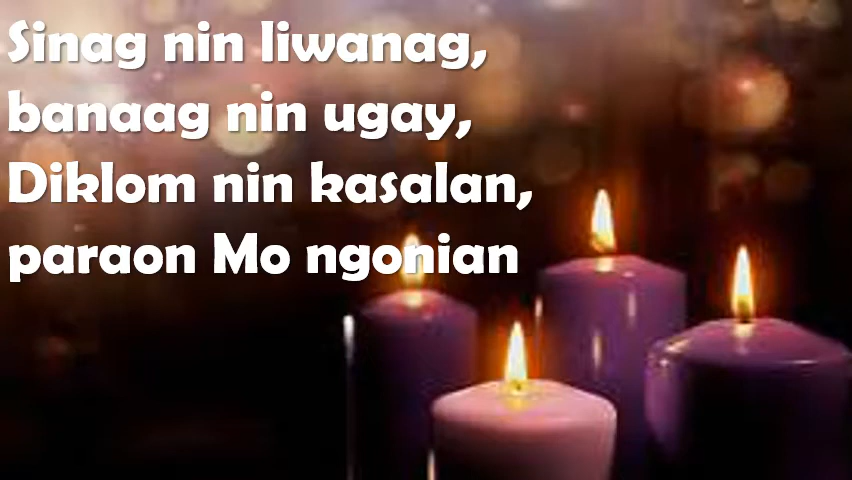 Sinag nin liwanag,
banaag nin ugay,
Diklom nin kasalan,
paraon Mo ngonian